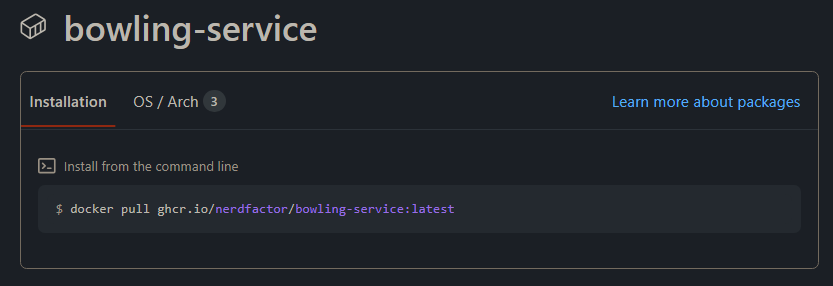 bowling-service
Installation OS / Arch 3 Learn more about packages
Install from the command line
$ docker pull ghcr.io/nerdfactor/bowling-service:latest